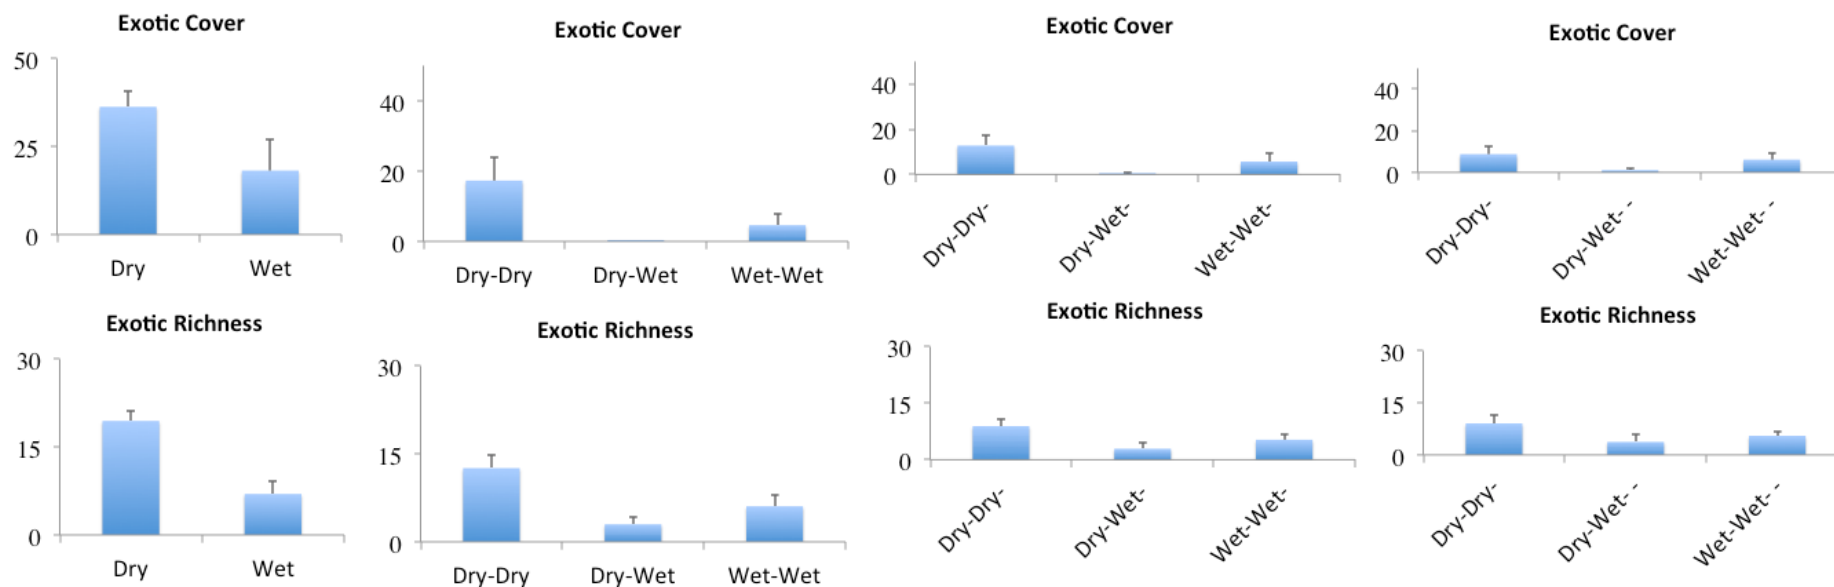 Exotic Cover
50
25
0
Dry Wet
Exotic Cover
40
20
0
Dry-Dry Dry-Wet Wet-Wet
Exotic Cover
40
20
0
Dry-Dry- Dry-Wet- Wet-Wet-
Exotic Cover
40
20
0
Dry-Dry- Dry-Wet- - Wet-Wet- -
Exotic Richness
30
15
0
Dry Wet
Exotic Richness
30
15
0
Dry-Dry Dry-Wet Wet-Wet
Exotic Richness
30
15
0
Dry-Dry- Dry-Wet- Wet-Wet-
Exotic Richness
30
15
0
Dry-Dry- Dry-Wet- - Wet-Wet- -